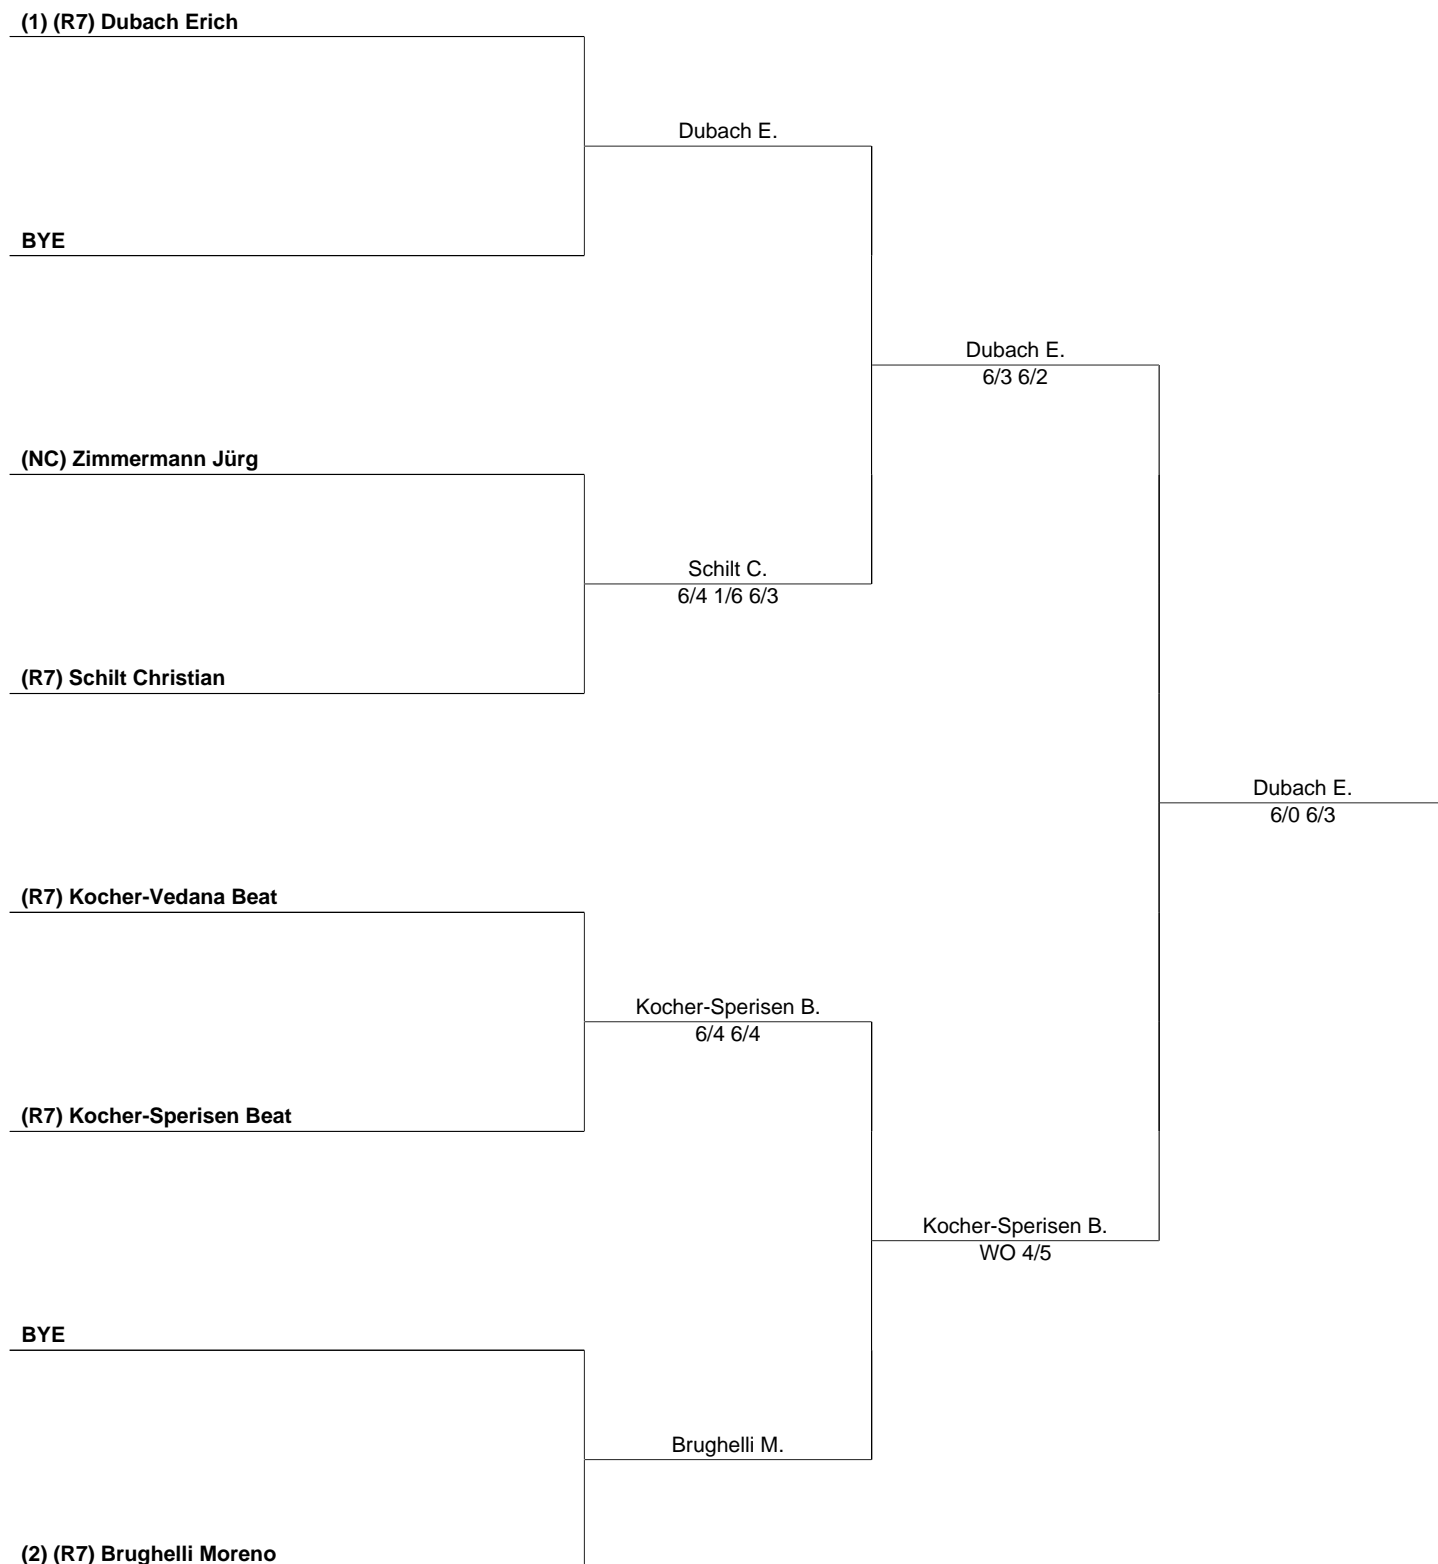 (1) (R7) Dubach Erich
Dubach E.
BYE
Dubach E.
6/3 6/2
(NC) Zimmermann Jürg
Schilt C.
6/4 1/6 6/3
(R7) Schilt Christian
Dubach E.
6/0 6/3
(R7) Kocher-Vedana Beat
Kocher-Sperisen B.
6/4 6/4
(R7) Kocher-Sperisen Beat
Kocher-Sperisen B.
WO 4/5
BYE
Brughelli M.
(2) (R7) Brughelli Moreno